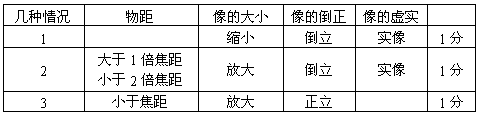 几种情况 物距 像的大小 像的倒正 像的虚实
1 缩小 倒立 实像 1分
2 大于1倍焦距 放大 倒立 实像 1分
小于2倍焦距
3 小于焦距 放大 正立 1分